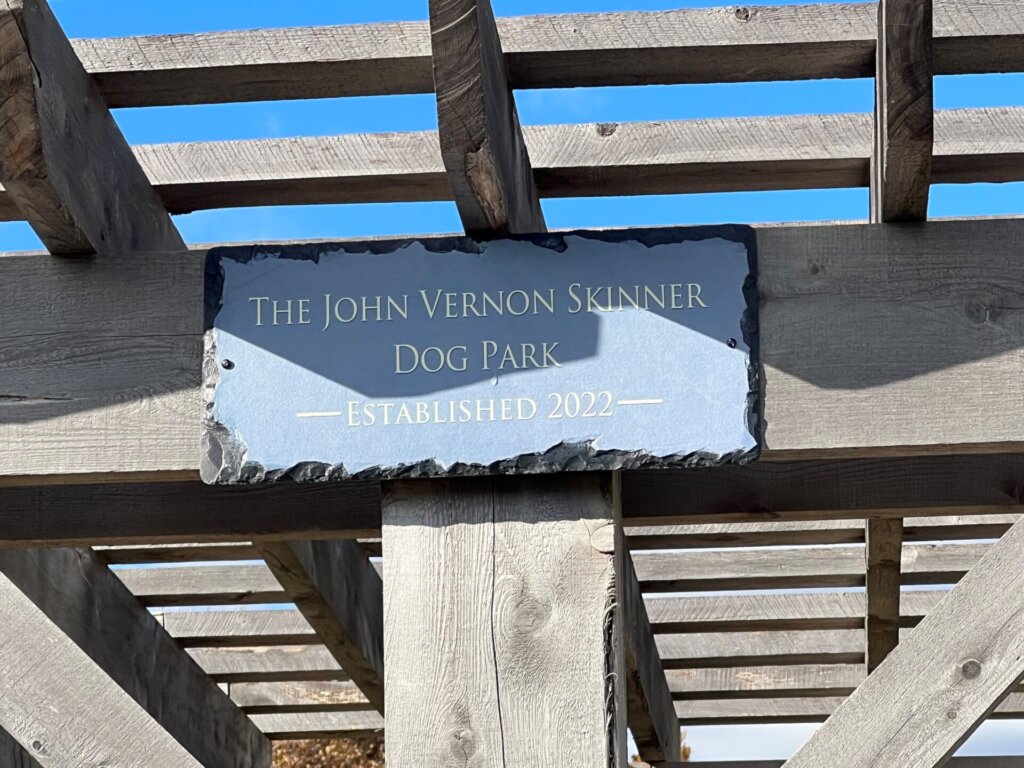 The John Vernon Skinner
Dog Park
Established 2022